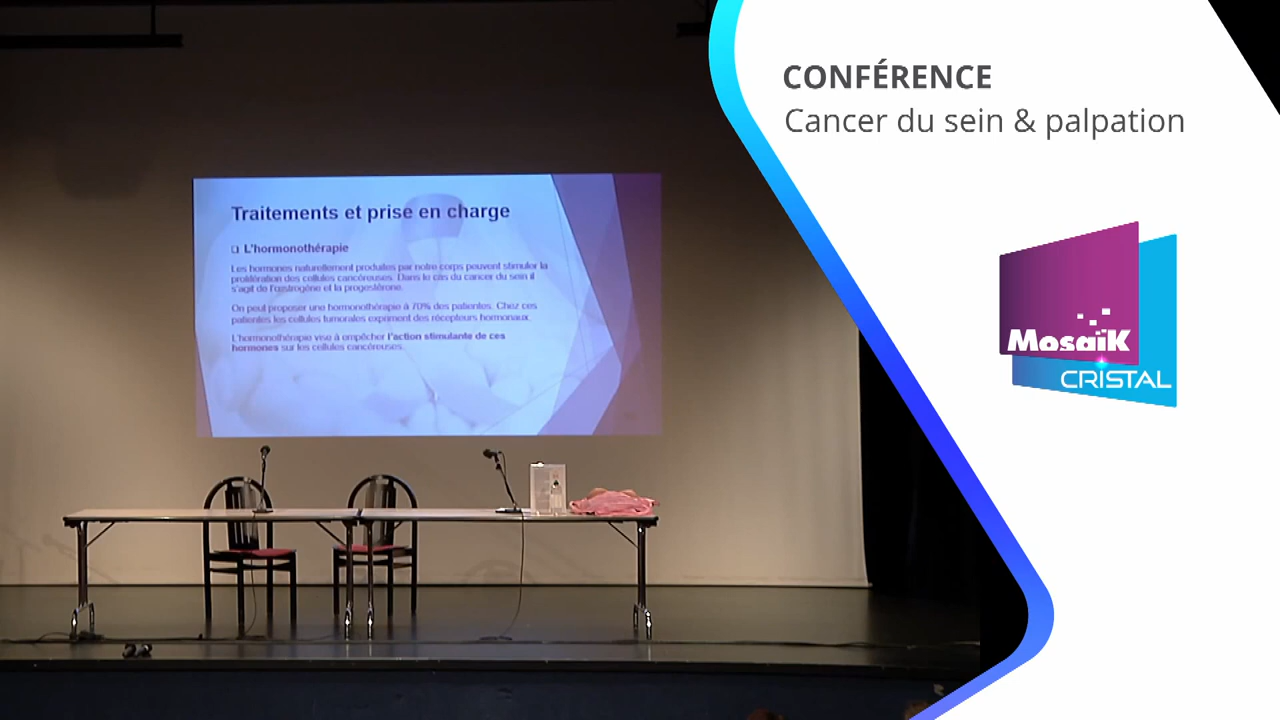 CONFÉRENCE
Cancer du sein & palpation
Traitements et prise en charge
L'hormonothérapie
Les hormones naturellement produites par notre corps peuvent stimuler la
prolifération des cellules cancéreuses. Dans le cas du cancer du sein il
s'agit de l'œstrogène et la progestérone.
On peut proposer une hormonothérapie à 70% des patientes. Chez ces
patientes les cellules tumorales expriment des récepteurs hormonaux.
L'hormonothérapie vise à empêcher l'action stimulante de ces
hormones sur les cellules cancéreuses.
MosaiK
CRISTAL